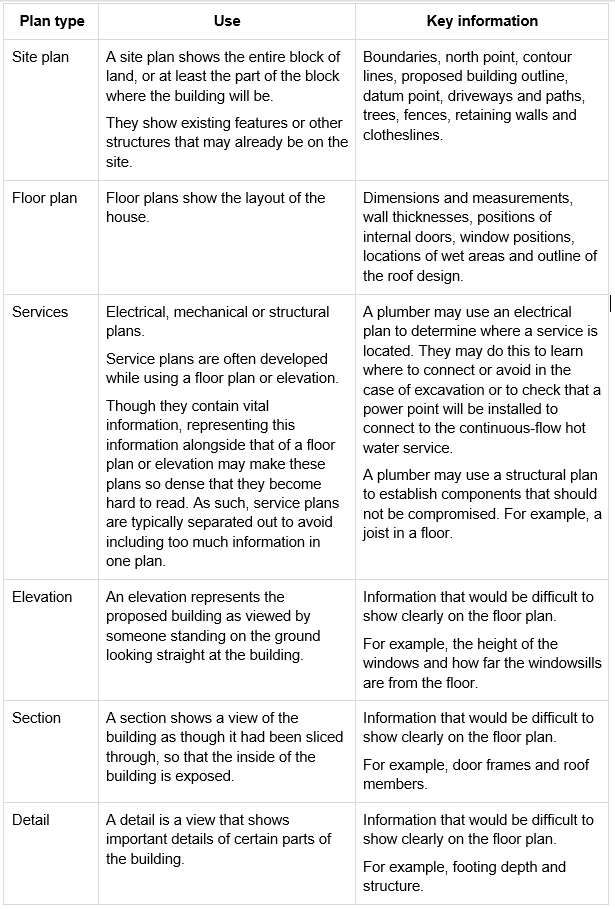 Plan type
Use
Key information
Site plan
A site plan shows the entire block of
land, or at least the part of the block
where the building will be.
They show existing features or other
structures that may already be on the
site.
Boundaries, north point, contour
lines, proposed building outline,
datum point, driveways and paths,
trees, fences, retaining walls and
clotheslines.
Floor plan
Floor plans show the layout of the
house.
Dimensions and measurements,
wall thicknesses, positions of
internal doors, window positions,
locations of wet areas and outline of
the roof design.
Services
Electrical, mechanical or structural
plans.
Service plans are often developed
while using a floor plan or elevation.
Though they contain vital
information, representing this
information alongside that of a floor
plan or elevation may make these
plans so dense that they become
hard to read. As such, service plans
are typically separated out to avoid
including too much information in
one plan.
A plumber may use an electrical
plan to determine where a service is
located. They may do this to learn
where to connect or avoid in the
case of excavation or to check that a
power point will be installed to
connect to the continuous-flow hot
water service.
A plumber may use a structural plan
to establish components that should
not be compromised. For example, a
joist in a floor.
Elevation
An elevation represents the
proposed building as viewed by
someone standing on the ground
looking straight at the building.
Information that would be difficult to
show clearly on the floor plan.
For example, the height of the
windows and how far the windowsills
are from the floor.
Section
A section shows a view of the
building as though it had been sliced
through, so that the inside of the
building is exposed.
Information that would be difficult to
show clearly on the floor plan.
For example, door frames and roof
members.
Detail
A detail is a view that shows
important details of certain parts of
the building.
Information that would be difficult to
show clearly on the floor plan.
For example, footing depth and
structure.